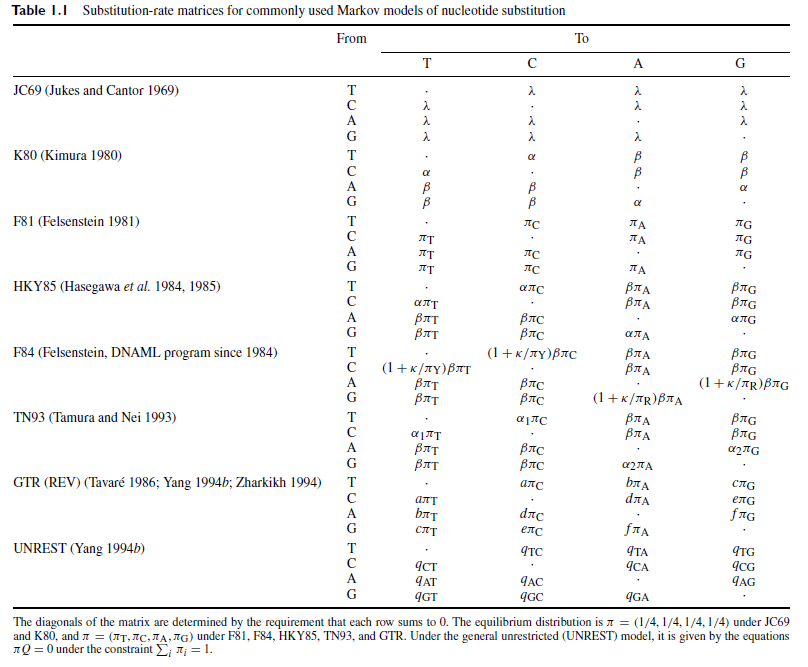 Table 1.1 Substitution-rate matrices for commonly used Markov models of nucleotide substitution
From To
T C A G
JC69 (Jukes and Cantor 1969) T · λ λ λ
C λ · λ λ
A λ λ · λ
G λ λ λ ·
K80 (Kimura 1980) T · α β β
C α · β β
A β β · α
G β β α ·
F81 (Felsenstein 1981) T · πC πA πG
C πT · πA πG
A πT πC · πG
G πT πC πA ·
HKY85 (Hasegawa et al. 1984, 1985) T · απC βπA βπG
C απT · βπA βπG
A βπT βπC · απG
G βπT βπC απA ·
F84 (Felsenstein, DNAML program since 1984) T · (1 + κ/πY)βπC βπA βπG
C (1 + κ/πY)βπT · βπA βπG
A βπT βπC · (1 + κ/πR)βπG
G βπT βπC (1 + κ/πR)βπA ·
TN93 (Tamura and Nei 1993) T · α1πC βπA βπG
C α1πT · βπA βπG
A βπT βπC · α2πG
G βπT βπC α2πA ·
GTR (REV) (Tavaré 1986; Yang 1994b; Zharkikh 1994) T · aπC bπA cπG
C aπT · dπA eπG
A bπT dπC · fπG
G cπT eπC fπA ·
UNREST (Yang 1994b) T · qTC qTA qTG
C qCT · qCA qCG
A qAT qAC · qAG
G qGT qGC qGA ·
The diagonals of the matrix are determined by the requirement that each row sums to 0. The equilibrium distribution is π = (1/4, 1/4, 1/4, 1/4) under JC69
and K80, and π = (πT, πC, πA, πG) under F81, F84, HKY85, TN93, and GTR. Under the general unrestricted (UNREST) model, it is given by the equations
πQ = 0 under the constraint ∑i πi = 1.